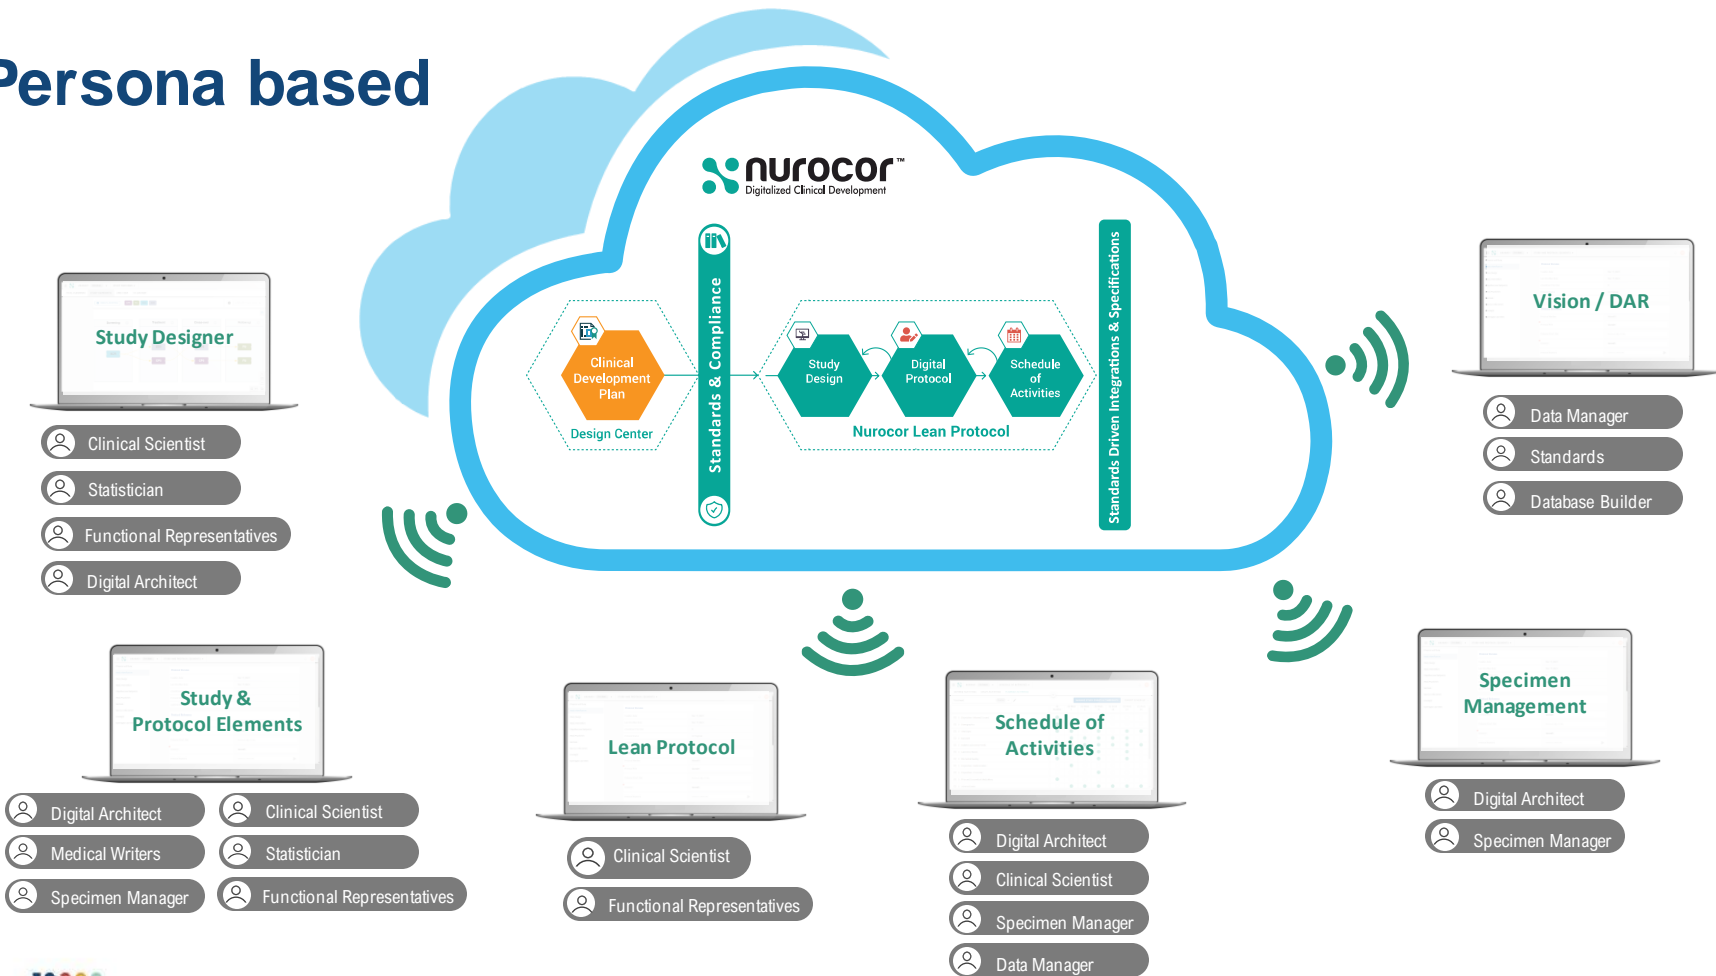 Persona based
nurocor™
Digitalized Clinical Development
Standards & Compliance
Clinical
Development
Plan
Design Center
Study
Design
Digital
Protocol
Schedule
of
Activities
Nurocor Lean Protocol
Standards Driven Integrations & Specifications
Study Designer
Clinical Scientist
Statistician
Functional Representatives
Digital Architect
Vision / DAR
Data Manager
Standards
Database Builder
Study &
Protocol Elements
Digital Architect
Clinical Scientist
Medical Writers
Statistician
Specimen Manager
Functional Representatives
Lean Protocol
Clinical Scientist
Functional Representatives
Schedule of
Activities
Digital Architect
Clinical Scientist
Specimen Manager
Data Manager
Specimen
Management
Digital Architect
Specimen Manager